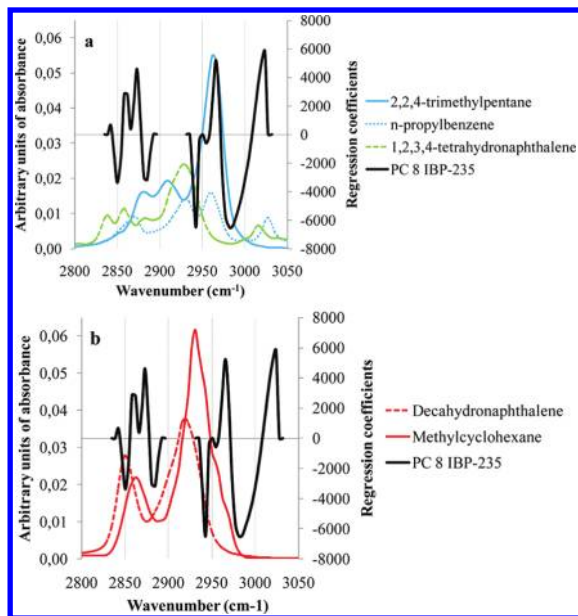 a
0,06
0,05
0,04
0,03
0,02
0,01
0,00
Arbitrary units of absorbance
8000
6000
4000
2000
0
-2000
-4000
-6000
-8000
Regression coefficients
2800 2850 2900 2950 3000 3050
Wavenumber (cm⁻¹)
2,2,4-trimethylpentane
n-propylbenzene
1,2,3,4-tetrahydronaphthalene
PC 8 IBP-235
b
0,06
0,05
0,04
0,03
0,02
0,01
0,00
Arbitrary units of absorbance
8000
6000
4000
2000
0
-2000
-4000
-6000
-8000
Regression coefficients
2800 2850 2900 2950 3000 3050
Wavenumber (cm-1)
Decahydronaphthalene
Methylcyclohexane
PC 8 IBP-235